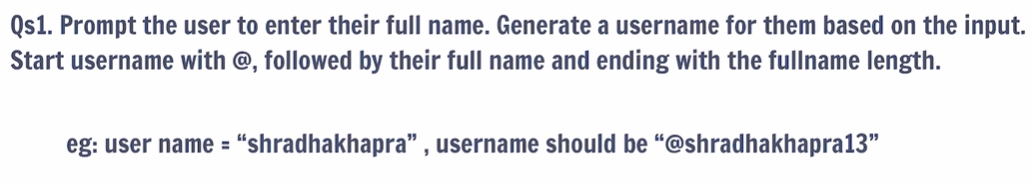 Qs1. Prompt the user to enter their full name. Generate a username for them based on the input.
Start username with @, followed by their full name and ending with the fullname length.
eg: user name = “shradhakhapra” , username should be “@shradhakhapra13”